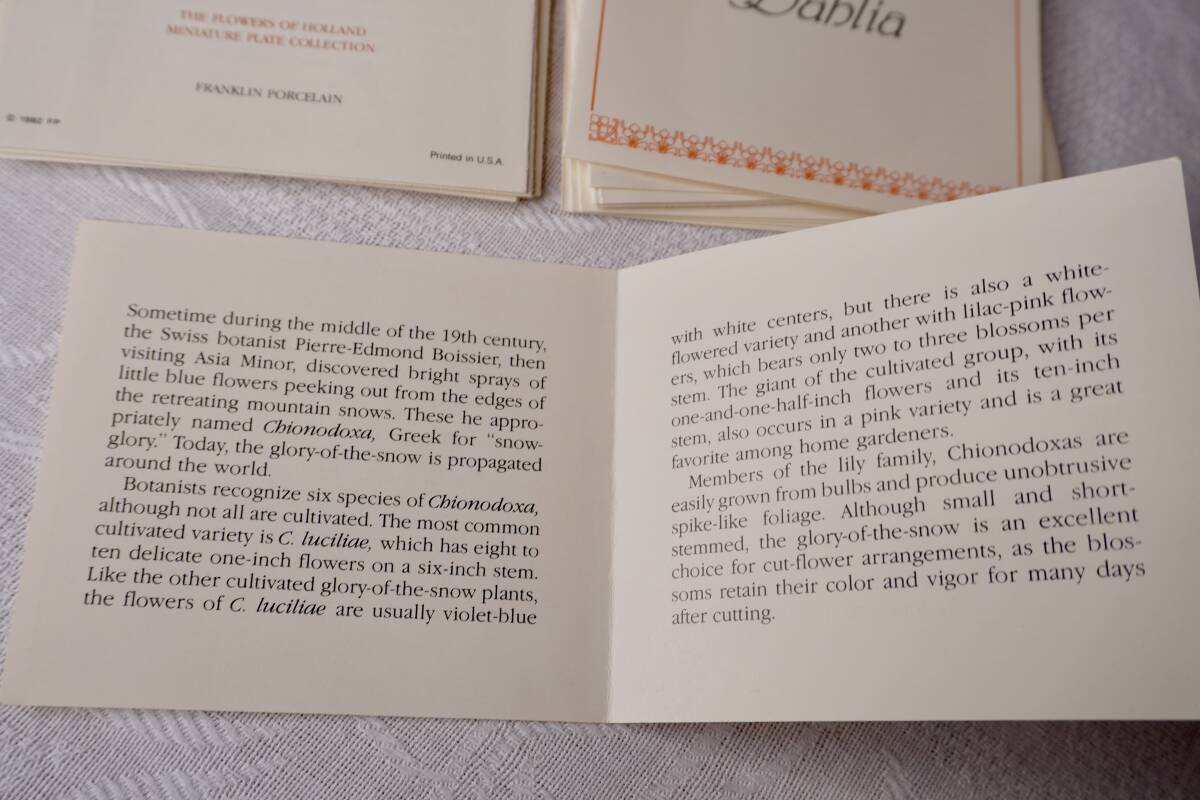 THE FLOWERS OF HOLLAND
MINIATURE PLATE COLLECTION
FRANKLIN PORCELAIN
© 1982 FP
Printed in U.S.A.
Dahlia
Sometime during the middle of the 19th century,
the Swiss botanist Pierre-Edmond Boissier, then
visiting Asia Minor, discovered bright sprays of
little blue flowers peeking out from the edges of
the retreating mountain snows. These he appro-
priately named Chionodoxa, Greek for “snow-
glory.” Today, the glory-of-the-snow is propagated
around the world.
Botanists recognize six species of Chionodoxa,
although not all are cultivated. The most common
cultivated variety is C. luciliae, which has eight to
ten delicate one-inch flowers on a six-inch stem.
Like the other cultivated glory-of-the-snow plants,
the flowers of C. luciliae are usually violet-blue
with white centers, but there is also a white-
flowered variety and another with lilac-pink flow-
ers, which bears only two to three blossoms per
stem. The giant of the cultivated group, with its
one-and-one-half-inch flowers and its ten-inch
stem, also occurs in a pink variety and is a great
favorite among home gardeners.
Members of the lily family, Chionodoxas are
easily grown from bulbs and produce unobtrusive
spike-like foliage. Although small and short-
stemmed, the glory-of-the-snow is an excellent
choice for cut-flower arrangements, as the blos-
soms retain their color and vigor for many days
after cutting.